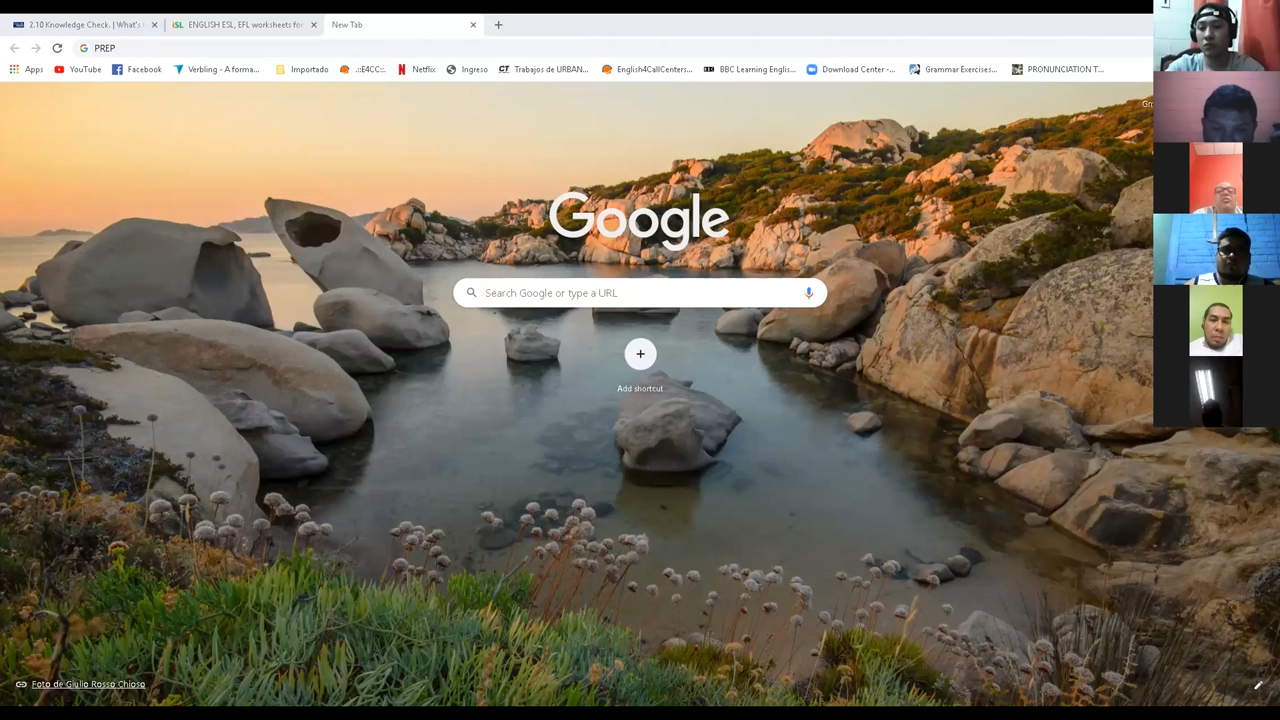 2.10 Knowledge Check. | What's
ENGLISH ESL, EFL worksheets for
New Tab
PREP
Apps
YouTube
Facebook
Verbling - A forma...
Importado
.::E4CC::.
Netflix
Ingreso
Trabajos de URBAN...
English4CallCenters...
BBC Learning Englis...
Download Center -...
Grammar Exercises...
PRONUNCIATION T...
Google
Search Google or type a URL
Add shortcut
Foto de Giulio Rosso Chioso